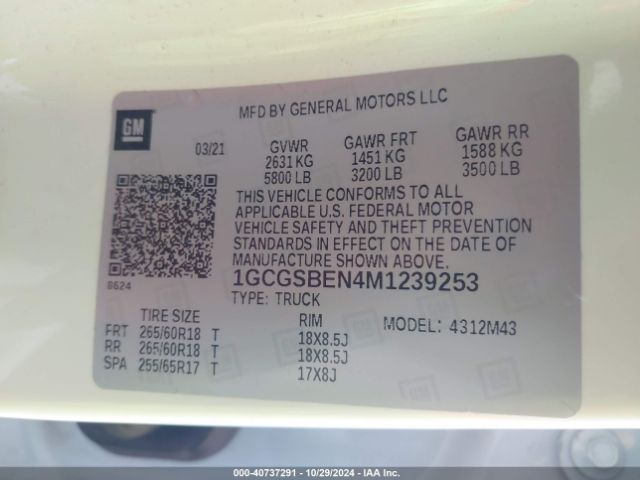 GM
MFD BY GENERAL MOTORS LLC
03/21 GVWR GAWR FRT GAWR RR
2631 KG 1451 KG 1588 KG
5800 LB 3200 LB 3500 LB
THIS VEHICLE CONFORMS TO ALL
APPLICABLE U.S. FEDERAL MOTOR
VEHICLE SAFETY AND THEFT PREVENTION
STANDARDS IN EFFECT ON THE DATE OF
MANUFACTURE SHOWN ABOVE.
8624
1GCGSBEN4M1239253
TYPE: TRUCK
TIRE SIZE RIM MODEL: 4312M43
FRT 265/60R18 T 18X8.5J
RR 265/60R18 T 18X8.5J
SPA 255/65R17 T 17X8J
000-40737291 - 10/29/2024 - IAA Inc.